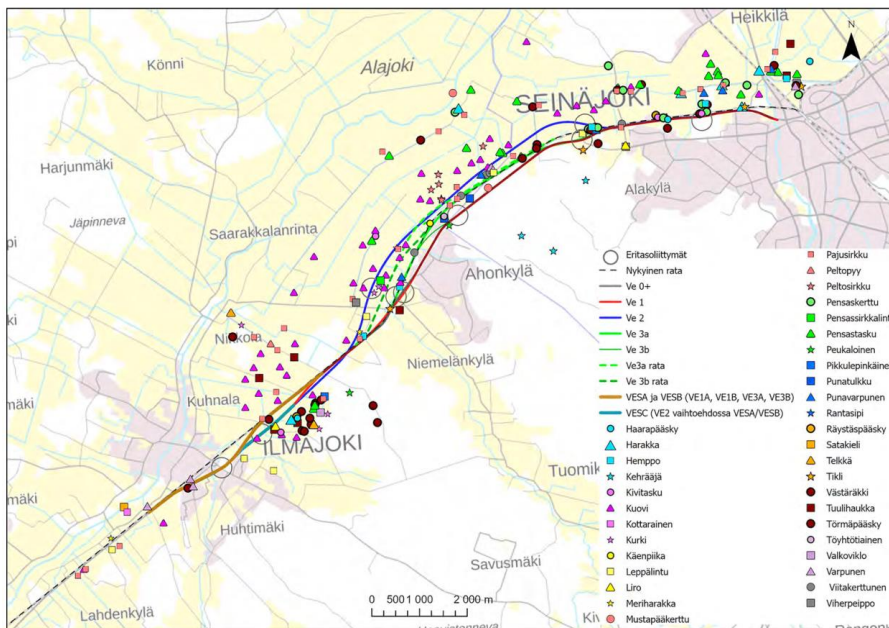 Heikkilä
N
Könni
Alajoki
SEINÄJOKI
Harjunmäki
Alakylä
Jäpinneva
Saarakkalanrinta
Ahonkylä
Nikkola
Niemelänkylä
Kuhnala
ILMAJOKI
Tuomik
mäki
mäki
Huhtimäki
Savusmäki
Lahdenkylä
0 500 1 000 2 000 m
Eritasoliittymät
Nykyinen rata
Ve 0+
Ve 1
Ve 2
Ve 3a
Ve 3b
Ve3a rata
Ve 3b rata
VESA ja VESB (VE1A, VE1B, VE3A, VE3B)
VESC (VE2 vaihtoehdossa VESA/VESB)
Haarapääsky
Harakka
Hemppo
Kehrääjä
Kivitasku
Kuovi
Kottarainen
Kurki
Käenpiika
Leppälintu
Liro
Meriharakka
Mustapääkerttu
Pajusirkku
Peltopyy
Peltosirkku
Pensaskerttu
Pensassirkkalint
Pensastasku
Peukaloinen
Pikkulepinkäine
Punatulkku
Punavarpunen
Rantasipi
Räystäspääsky
Satakieli
Telkkä
Tikli
Västäräkki
Tuulihaukka
Törmäpääsky
Töyhtötiainen
Valkoviklo
Varpunen
Viitakerttunen
Viherpeippo